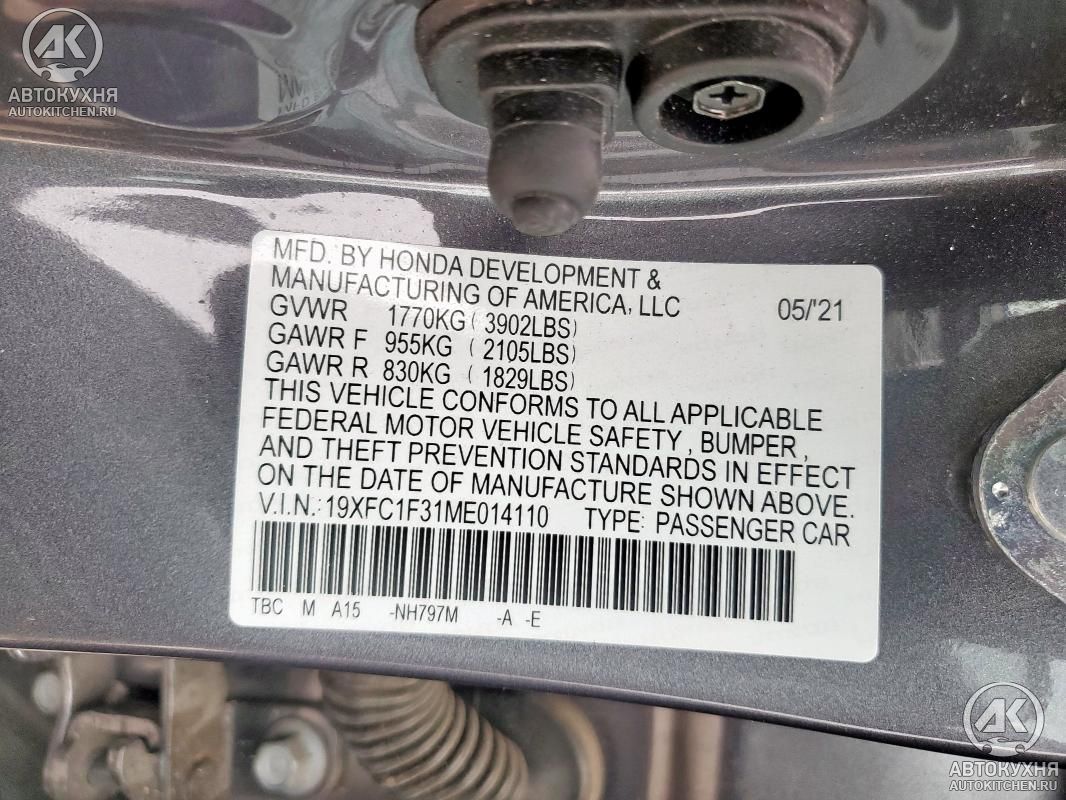 АК
АВТОКУХНЯ
AUTOKITCHEN.RU
MFD. BY HONDA DEVELOPMENT &
MANUFACTURING OF AMERICA, LLC 05/'21
GVWR 1770KG (3902LBS)
GAWR F 955KG (2105LBS)
GAWR R 830KG (1829LBS)
THIS VEHICLE CONFORMS TO ALL APPLICABLE
FEDERAL MOTOR VEHICLE SAFETY, BUMPER,
AND THEFT PREVENTION STANDARDS IN EFFECT
ON THE DATE OF MANUFACTURE SHOWN ABOVE.
V.I.N.: 19XFC1F31ME014110 TYPE: PASSENGER CAR
TBC M A15 -NH797M -A -E
АК
АВТОКУХНЯ
AUTOKITCHEN.RU